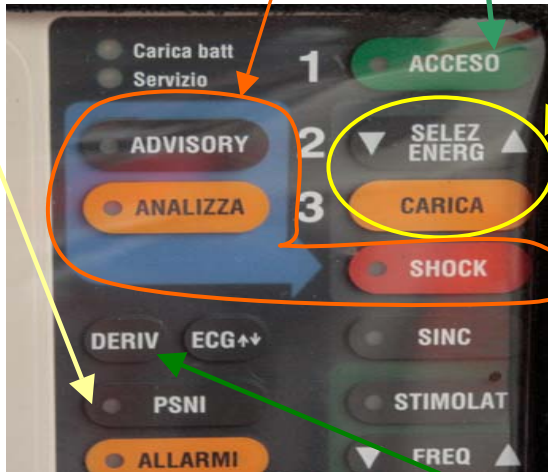 Carica batt
Servizio
1 ACCESO
ADVISORY
2 SELEZ
ENERG
ANALIZZA
3 CARICA
SHOCK
DERIV ECG
SINC
PSNI
STIMOLAT
ALLARMI
FREQ